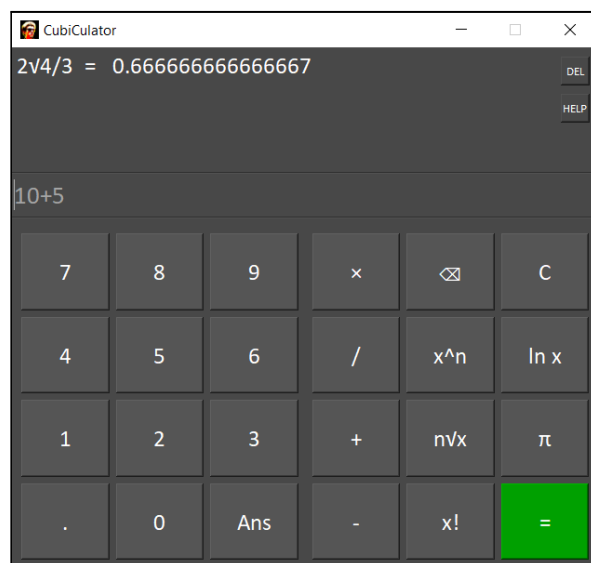 CubiCulator
2√4/3 = 0.666666666666667
DEL
HELP
10+5
7 8 9 × ⌫ C
4 5 6 / x^n ln x
1 2 3 + n√x π
. 0 Ans - x! =